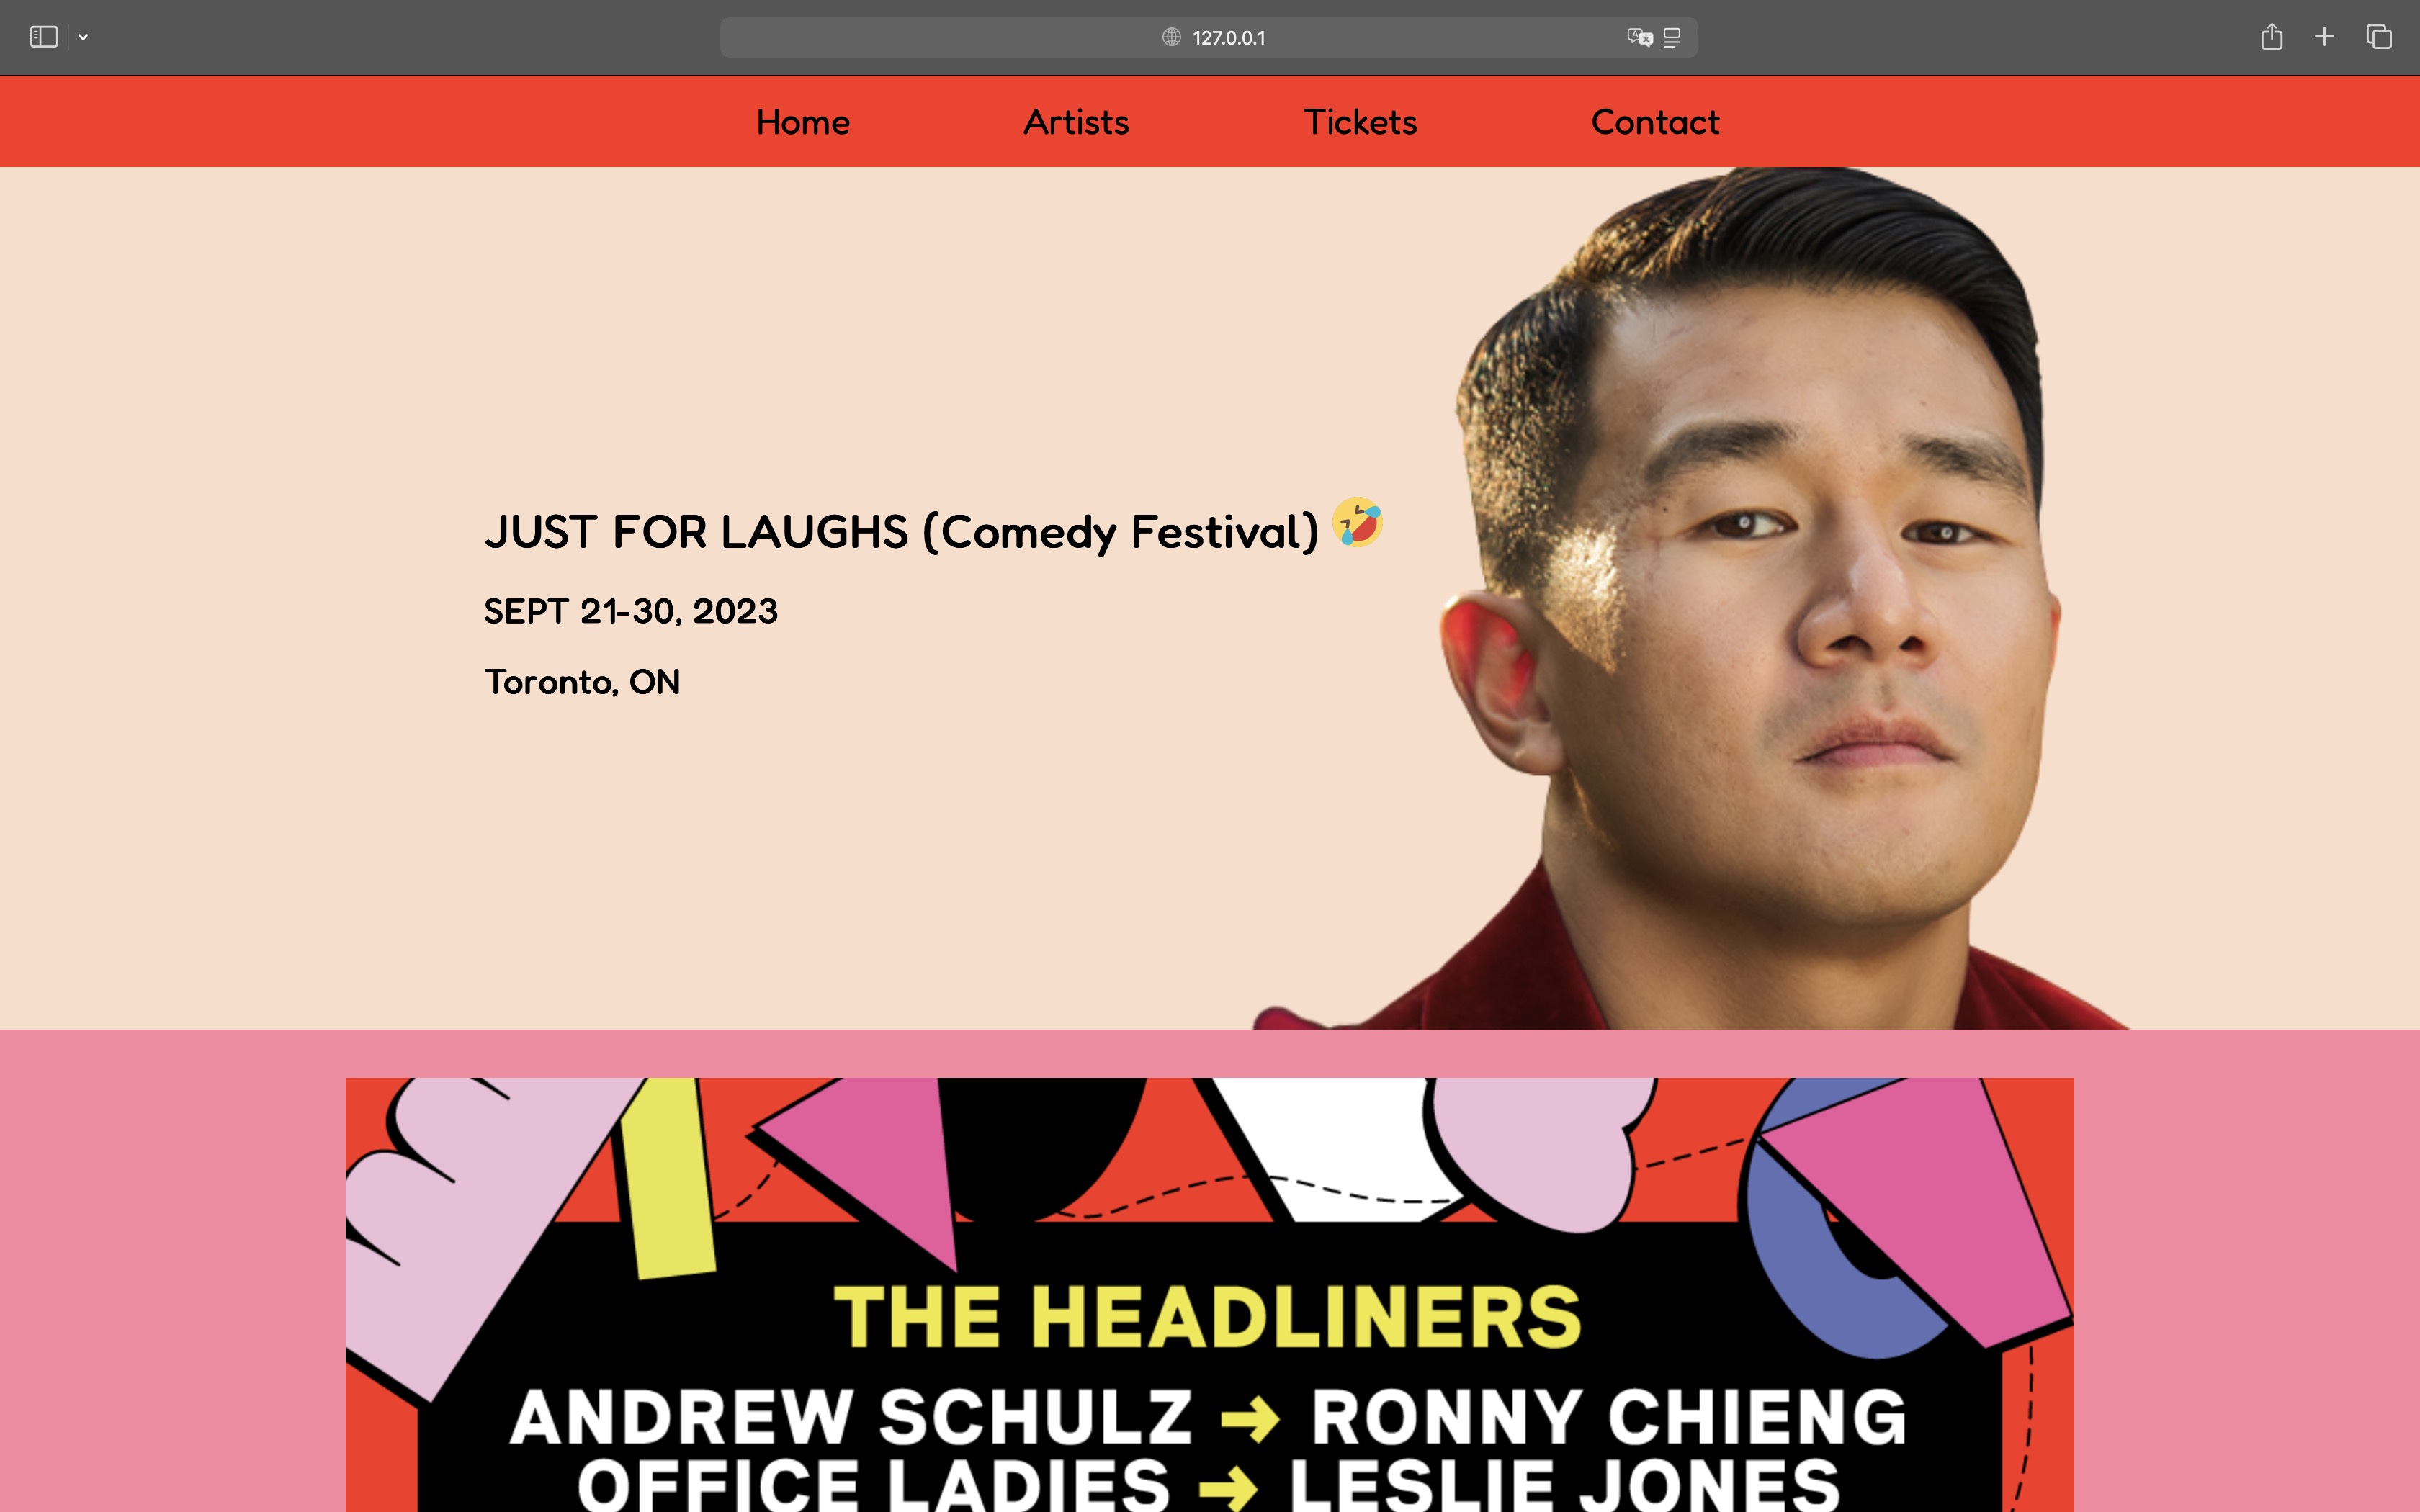 127.0.0.1
Home Artists Tickets Contact
JUST FOR LAUGHS (Comedy Festival) 🤣
SEPT 21-30, 2023
Toronto, ON
THE HEADLINERS
ANDREW SCHULZ → RONNY CHIENG
OFFICE LADIES → LESLIE JONES